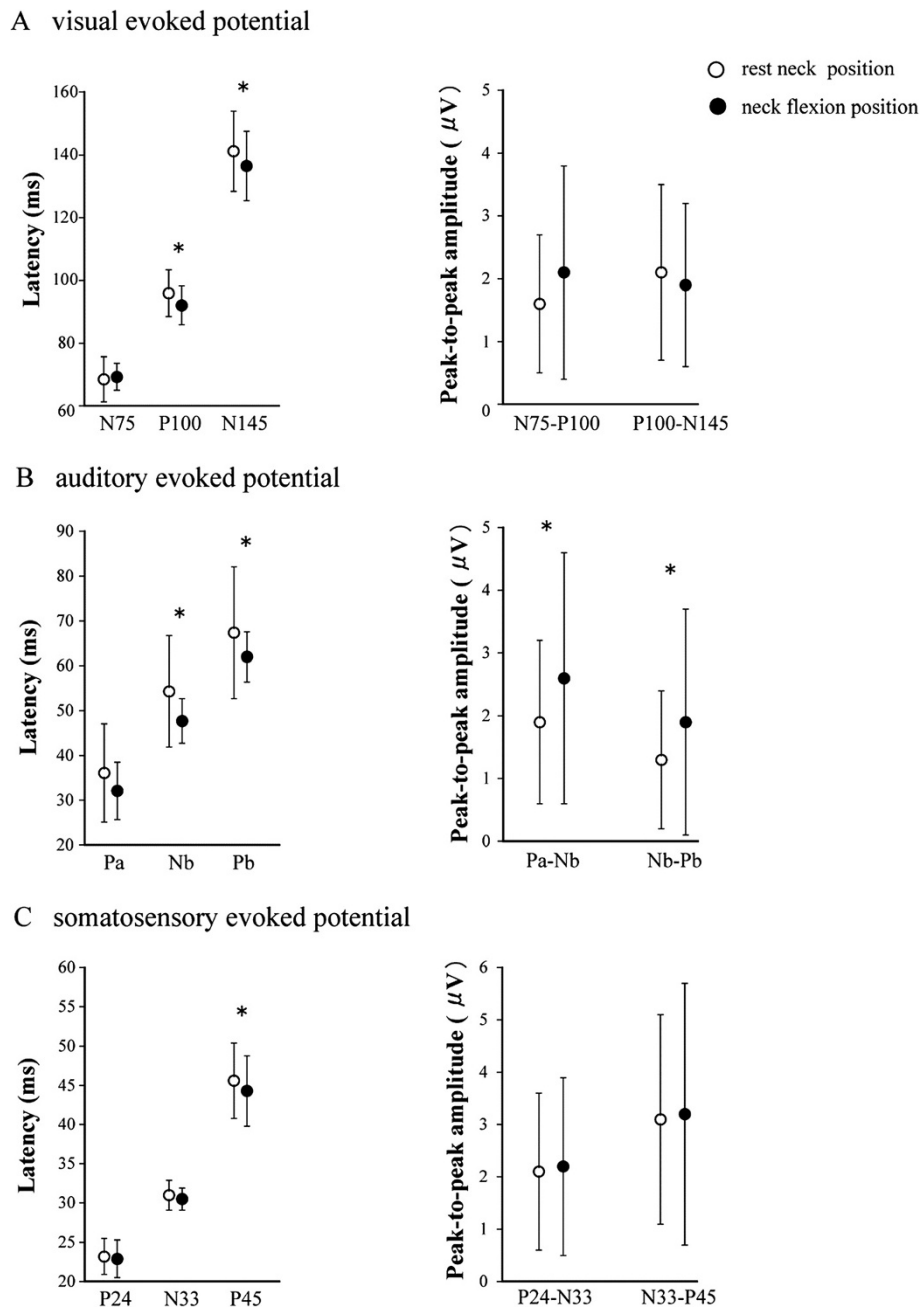 A visual evoked potential
rest neck position
neck flexion position
Latency (ms)
160
140
120
100
80
60
*
*
N75 P100 N145
Peak-to-peak amplitude ( μV)
5
4
3
2
1
0
N75-P100 P100-N145
B auditory evoked potential
Latency (ms)
90
80
70
60
50
40
30
20
*
*
Pa Nb Pb
Peak-to-peak amplitude ( μV)
5
4
3
2
1
0
*
*
Pa-Nb Nb-Pb
C somatosensory evoked potential
Latency (ms)
60
55
50
45
40
35
30
25
20
*
P24 N33 P45
Peak-to-peak amplitude ( μV)
6
5
4
3
2
1
0
P24-N33 N33-P45